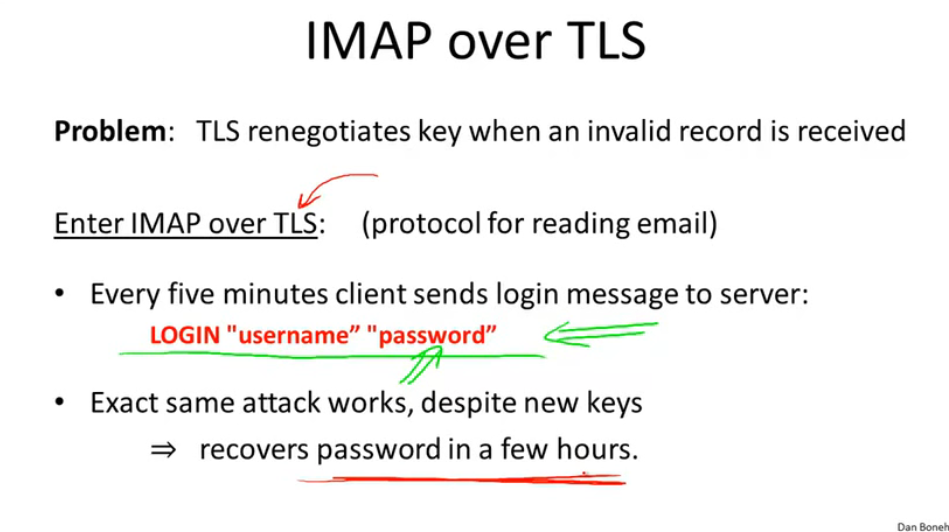 IMAP over TLS
Problem: TLS renegotiates key when an invalid record is received
Enter IMAP over TLS: (protocol for reading email)
• Every five minutes client sends login message to server:
LOGIN "username” "password”
• Exact same attack works, despite new keys
⇒ recovers password in a few hours.
Dan Boneh